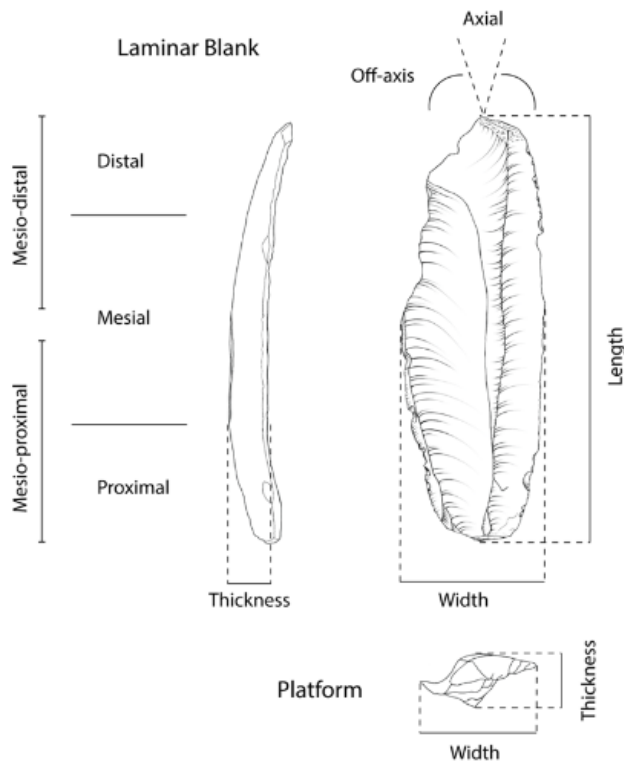 Axial
Laminar Blank
Off-axis
Mesio-distal
Distal
Mesial
Length
Mesio-proximal
Proximal
Thickness
Width
Platform
Thickness
Width